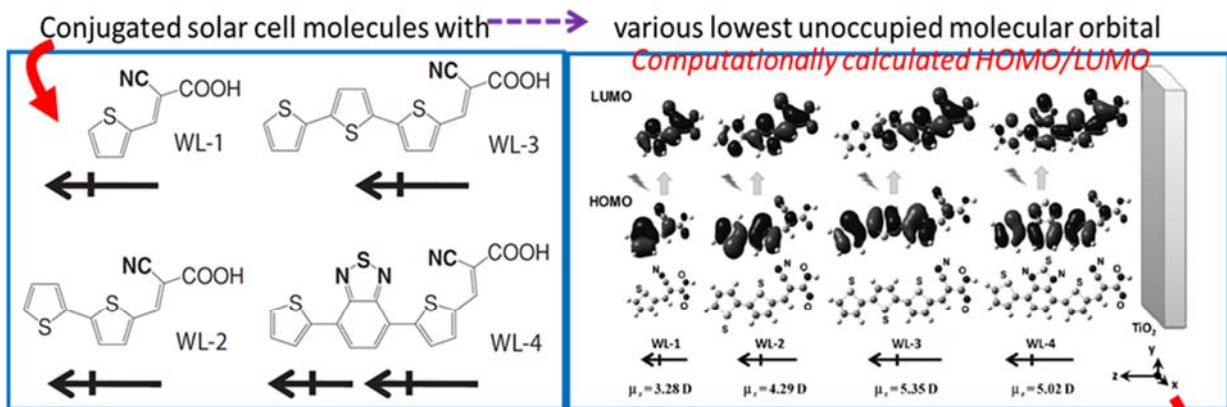 Conjugated solar cell molecules with
various lowest unoccupied molecular orbital
NC
COOH
S
WL-1
NC
COOH
S
S
S
WL-3
NC
COOH
S
S
WL-2
S
N
N
NC
COOH
S
S
WL-4
Computationally calculated HOMO/LUMO
LUMO
HOMO
TiO₂
WL-1
WL-2
WL-3
WL-4
μz=3.28 D
μz=4.29 D
μz=5.35 D
μz=5.02 D
y
z
x